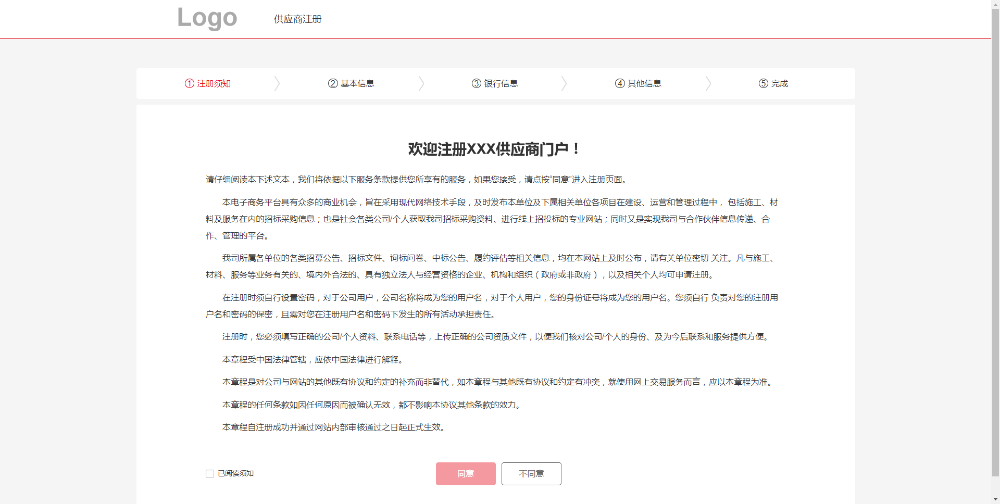 Logo
供应商注册
① 注册须知
② 基本信息
③ 银行信息
④ 其他信息
⑤ 完成
欢迎注册XXX供应商门户！
请仔细阅读本下述文本，我们将依据以下服务条款提供您所享有的服务，如果您接受，请点按“同意”进入注册页面。
本电子商务平台具有众多的商业机会，旨在采用现代网络技术手段，及时发布本单位及下属相关单位各项目在建设、运营和管理过程中， 包括施工、材
料及服务在内的招标采购信息；也是社会各类公司/个人获取我司招标采购资料、进行线上招投标的专业网站；同时又是实现我司与合作伙伴信息传递、合
作、管理的平台。
我司所属各单位的各类招募公告、招标文件、询标问卷、中标公告、履约评估等相关信息，均在本网站上及时公布，请有关单位密切 关注。凡与施工、
材料、服务等业务有关的、境内外合法的、具有独立法人与经营资格的企业、机构和组织（政府或非政府），以及相关个人均可申请注册。
在注册时须自行设置密码，对于公司用户，公司名称将成为您的用户名，对于个人用户，您的身份证号将成为您的用户名。您须自行 负责对您的注册用
户名和密码的保密，且需对您在注册用户名和密码下发生的所有活动承担责任。
注册时，您必须填写正确的公司/个人资料、联系电话等，上传正确的公司资质文件，以便我们核对公司/个人的身份、及为今后联系和服务提供方便。
本章程受中国法律管辖，应依中国法律进行解释。
本章程是对公司与网站的其他既有协议和约定的补充而非替代，如本章程与其他既有协议和约定有冲突，就使用网上交易服务而言，应以本章程为准。
本章程的任何条款如因任何原因而被确认无效，都不影响本协议其他条款的效力。
本章程自注册成功并通过网站内部审核通过之日起正式生效。
已阅读须知
同意
不同意